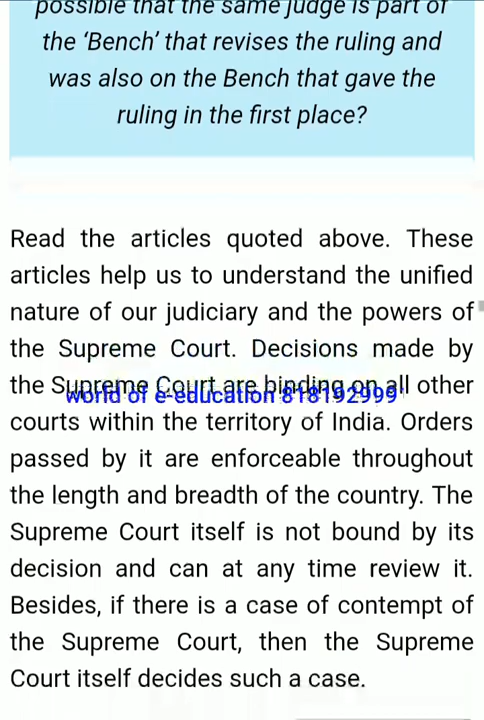 possible that the same judge is part of
the ‘Bench’ that revises the ruling and
was also on the Bench that gave the
ruling in the first place?
Read the articles quoted above. These
articles help us to understand the unified
nature of our judiciary and the powers of
the Supreme Court. Decisions made by
the Supreme Court are binding on all other
world of e-education 818192999
courts within the territory of India. Orders
passed by it are enforceable throughout
the length and breadth of the country. The
Supreme Court itself is not bound by its
decision and can at any time review it.
Besides, if there is a case of contempt of
the Supreme Court, then the Supreme
Court itself decides such a case.